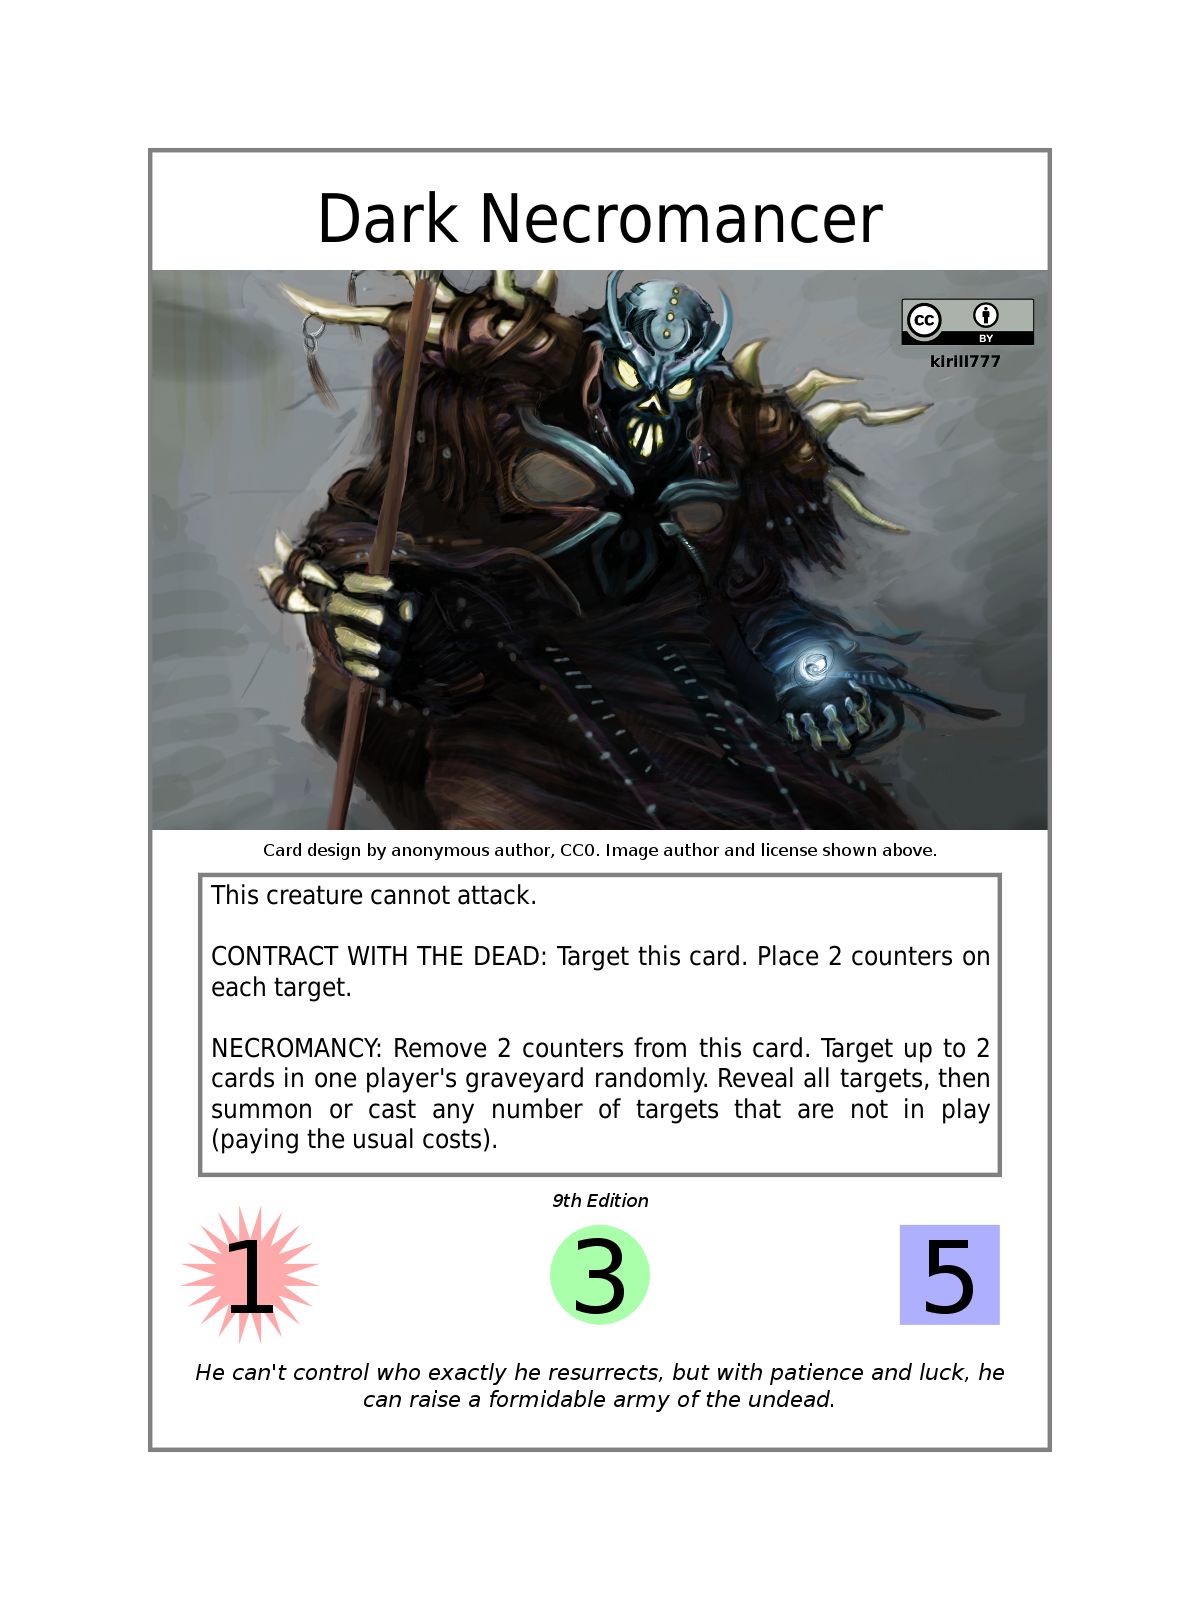 Dark Necromancer
cc
BY
kirill777
Card design by anonymous author, CC0. Image author and license shown above.
This creature cannot attack.
CONTRACT WITH THE DEAD: Target this card. Place 2 counters on
each target.
NECROMANCY: Remove 2 counters from this card. Target up to 2
cards in one player's graveyard randomly. Reveal all targets, then
summon or cast any number of targets that are not in play
(paying the usual costs).
9th Edition
1 3 5
He can't control who exactly he resurrects, but with patience and luck, he
can raise a formidable army of the undead.